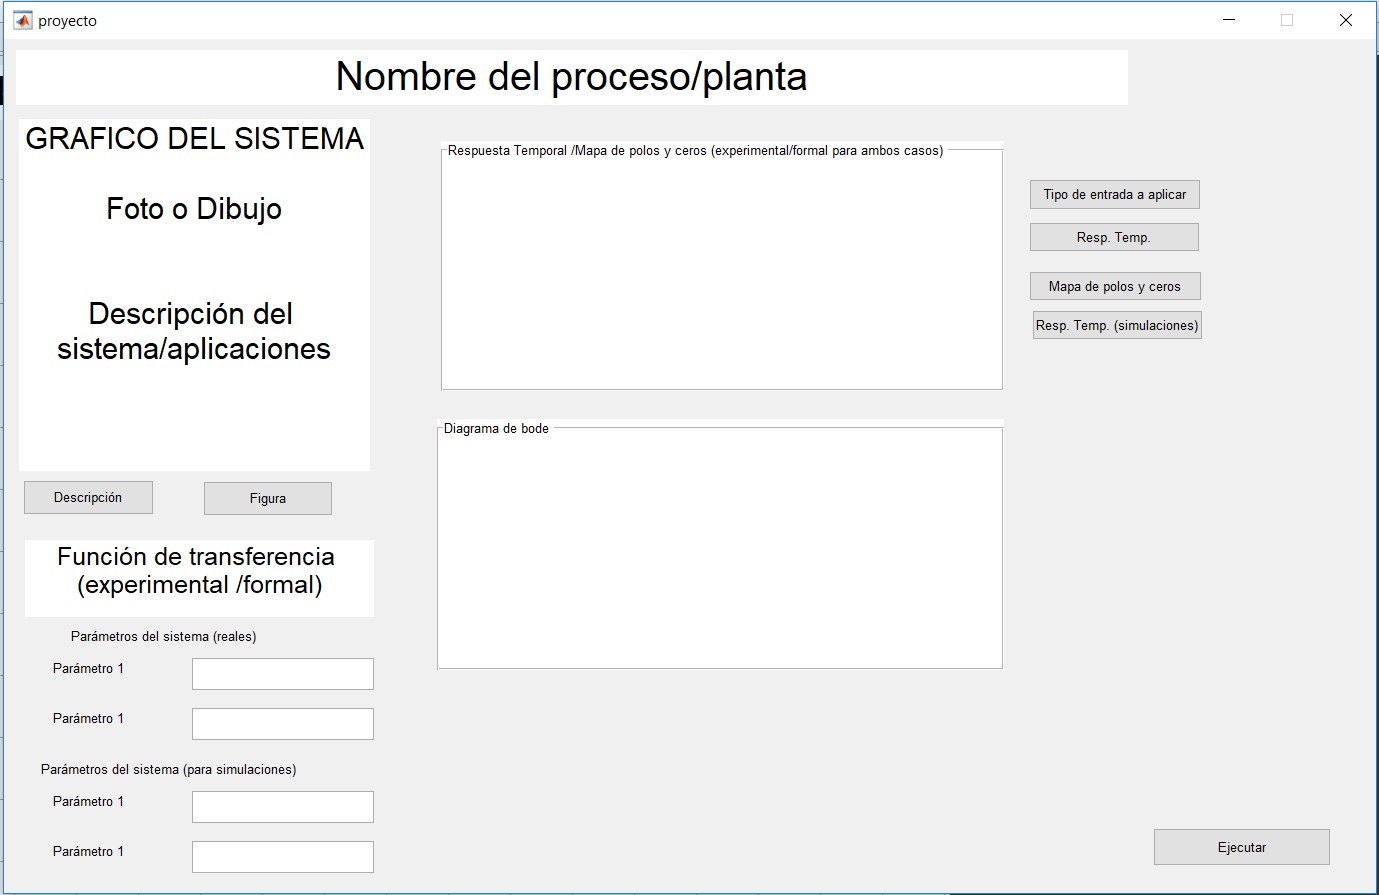 proyecto
Nombre del proceso/planta
GRAFICO DEL SISTEMA
Foto o Dibujo
Descripción del
sistema/aplicaciones
Descripción
Figura
Función de transferencia
(experimental /formal)
Parámetros del sistema (reales)
Parámetro 1
Parámetro 1
Parámetros del sistema (para simulaciones)
Parámetro 1
Parámetro 1
Respuesta Temporal /Mapa de polos y ceros (experimental/formal para ambos casos)
Diagrama de bode
Tipo de entrada a aplicar
Resp. Temp.
Mapa de polos y ceros
Resp. Temp. (simulaciones)
Ejecutar